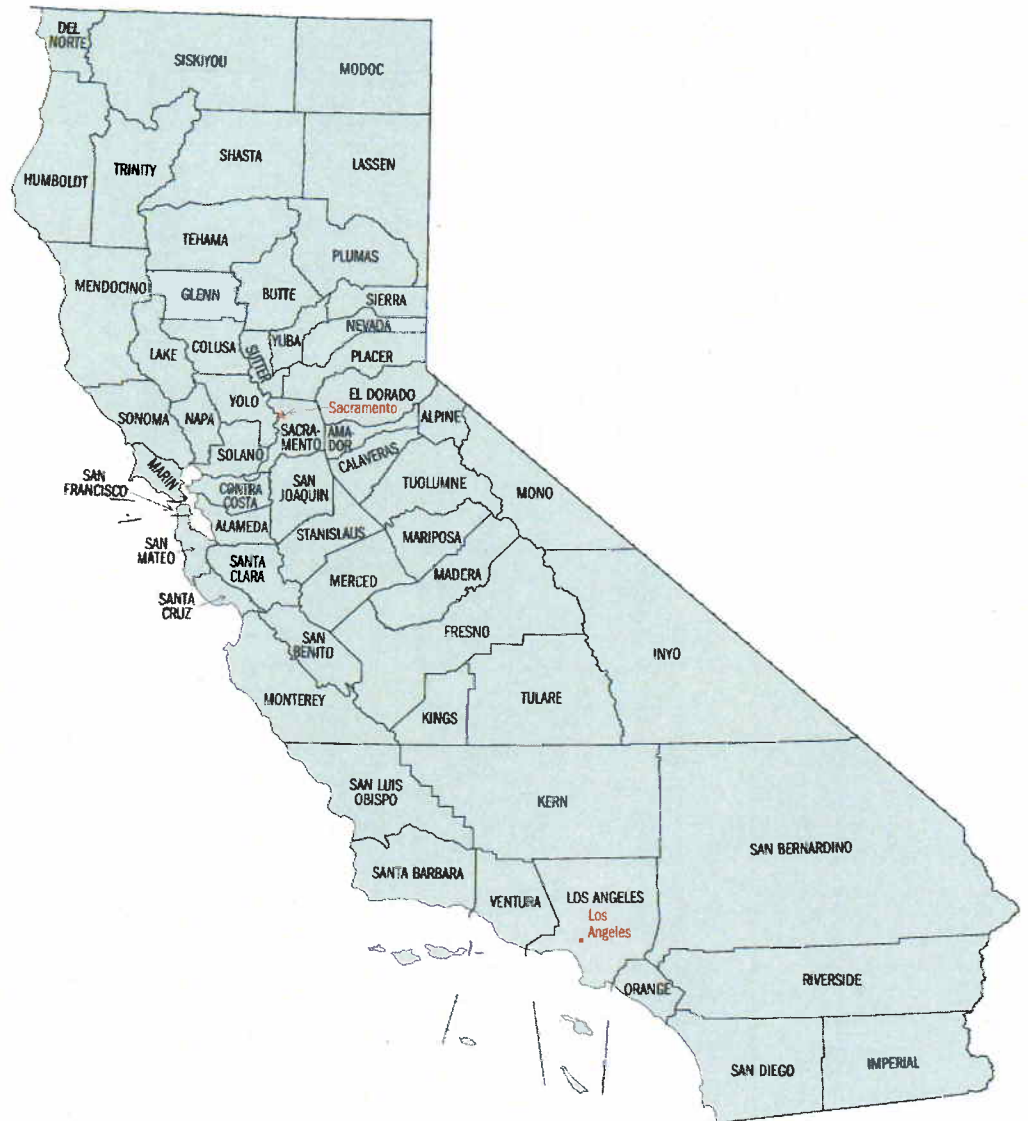 DEL
NORTE
SISKIYOU
MODOC
HUMBOLDT
TRINITY
SHASTA
LASSEN
TEHAMA
PLUMAS
MENDOCINO
GLENN
BUTTE
SIERRA
NEVADA
YUBA
SUTTER
COLUSA
LAKE
PLACER
EL DORADO
Sacramento
YOLO
SONOMA
NAPA
ALPINE
SACRA-
MENTO
AMA-
DOR
SOLANO
CALAVERAS
MARIN
SAN
FRANCISCO
CONTRA
COSTA
SAN
JOAQUIN
TUOLUMNE
MONO
ALAMEDA
STANISLAUS
MARIPOSA
SAN
MATEO
SANTA
CLARA
MERCED
MADERA
SANTA
CRUZ
FRESNO
SAN
BENITO
INYO
MONTEREY
KINGS
TULARE
SAN LUIS
OBISPO
KERN
SAN BERNARDINO
SANTA BARBARA
VENTURA
LOS ANGELES
Los
Angeles
ORANGE
RIVERSIDE
SAN DIEGO
IMPERIAL